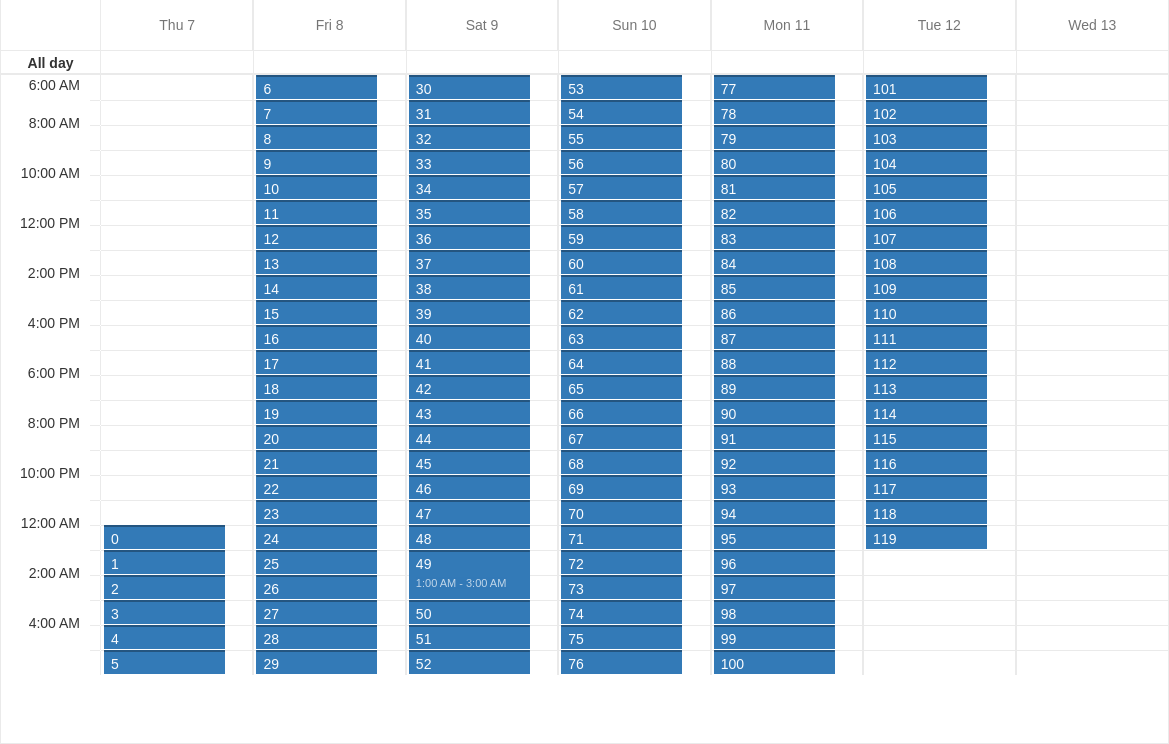 Thu 7 Fri 8 Sat 9 Sun 10 Mon 11 Tue 12 Wed 13
All day
6:00 AM 6 30 53 77 101
7 31 54 78 102
8:00 AM 8 32 55 79 103
9 33 56 80 104
10:00 AM 10 34 57 81 105
11 35 58 82 106
12:00 PM 12 36 59 83 107
13 37 60 84 108
2:00 PM 14 38 61 85 109
15 39 62 86 110
4:00 PM 16 40 63 87 111
17 41 64 88 112
6:00 PM 18 42 65 89 113
19 43 66 90 114
8:00 PM 20 44 67 91 115
21 45 68 92 116
10:00 PM 22 46 69 93 117
23 47 70 94 118
12:00 AM 0 24 48 71 95 119
1 25 49 72 96
2:00 AM 2 26 1:00 AM - 3:00 AM 73 97
3 27 50 74 98
4:00 AM 4 28 51 75 99
5 29 52 76 100